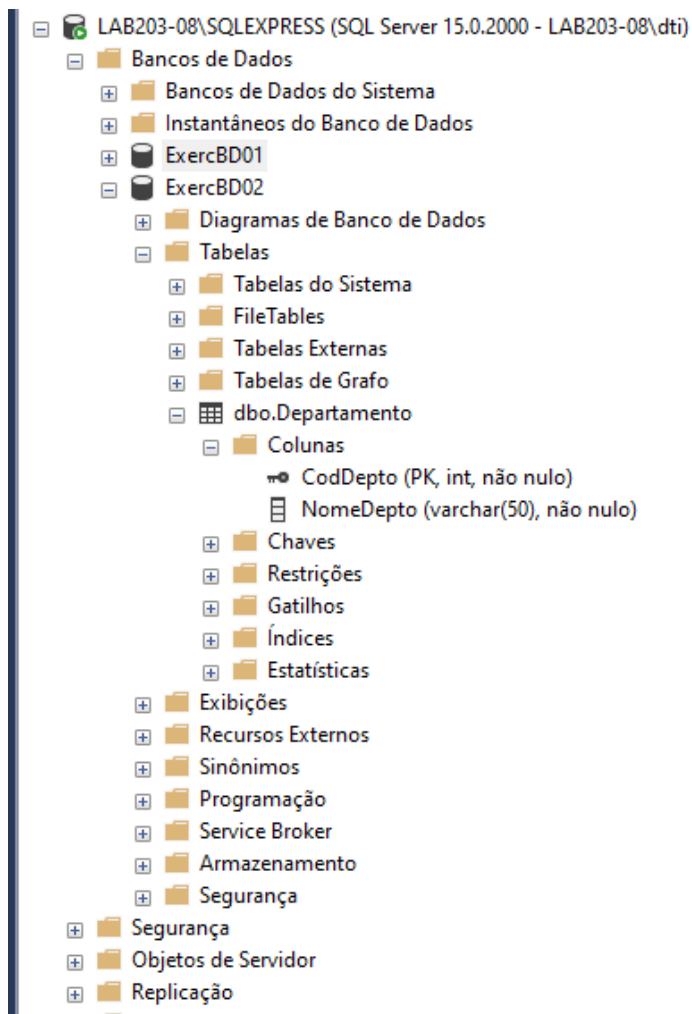 LAB203-08\SQLEXPRESS (SQL Server 15.0.2000 - LAB203-08\dti)
Bancos de Dados
Bancos de Dados do Sistema
Instantâneos do Banco de Dados
ExercBD01
ExercBD02
Diagramas de Banco de Dados
Tabelas
Tabelas do Sistema
FileTables
Tabelas Externas
Tabelas de Grafo
dbo.Departamento
Colunas
CodDepto (PK, int, não nulo)
NomeDepto (varchar(50), não nulo)
Chaves
Restrições
Gatilhos
Índices
Estatísticas
Exibições
Recursos Externos
Sinônimos
Programação
Service Broker
Armazenamento
Segurança
Segurança
Objetos de Servidor
Replicação